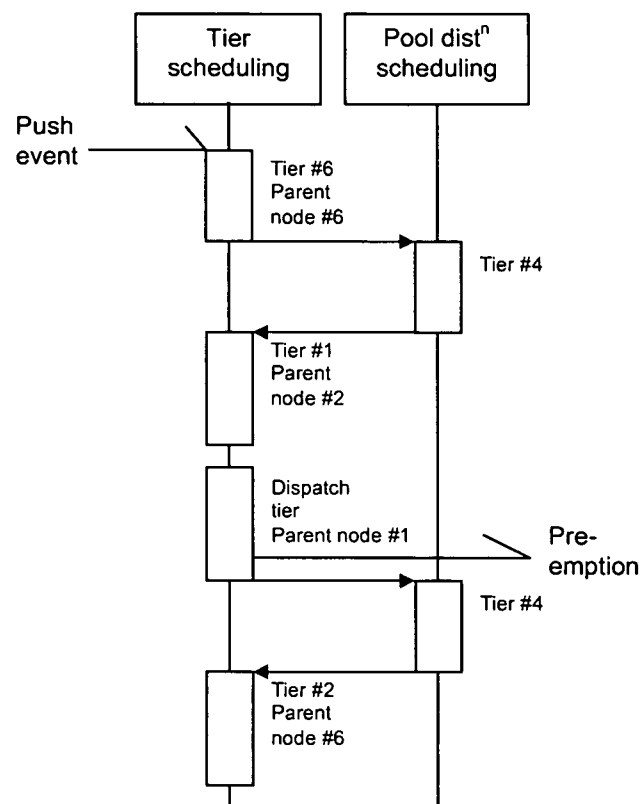 Tier
scheduling
Pool distⁿ
scheduling
Push
event
Tier #6
Parent
node #6
Tier #4
Tier #1
Parent
node #2
Dispatch
tier
Parent node #1
Pre-
emption
Tier #4
Tier #2
Parent
node #6